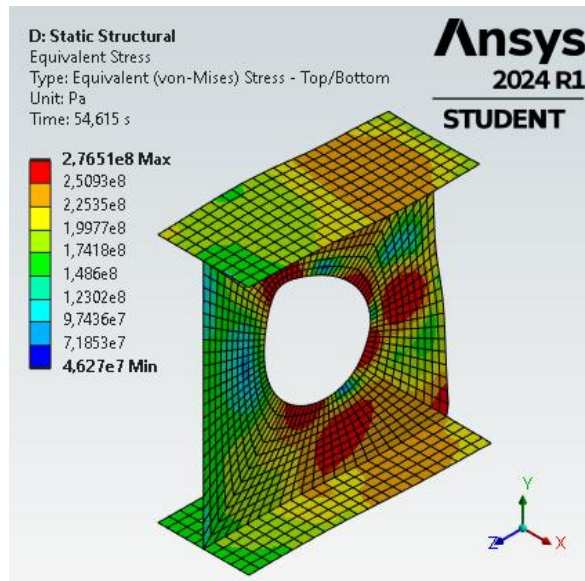 D: Static Structural
Equivalent Stress
Type: Equivalent (von-Mises) Stress - Top/Bottom
Unit: Pa
Time: 54,615 s
Ansys
2024 R1
STUDENT
2,7651e8 Max
2,5093e8
2,2535e8
1,9977e8
1,7418e8
1,486e8
1,2302e8
9,7436e7
7,1853e7
4,627e7 Min
Y
Z
X